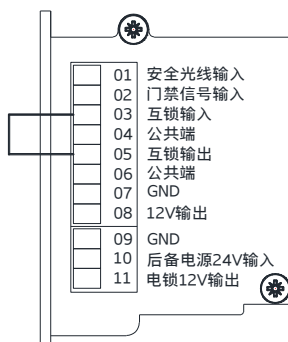 01 安全光线输入
02 门禁信号输入
03 互锁输入
04 公共端
05 互锁输出
06 公共端
07 GND
08 12V输出
09 GND
10 后备电源24V输入
11 电锁12V输出